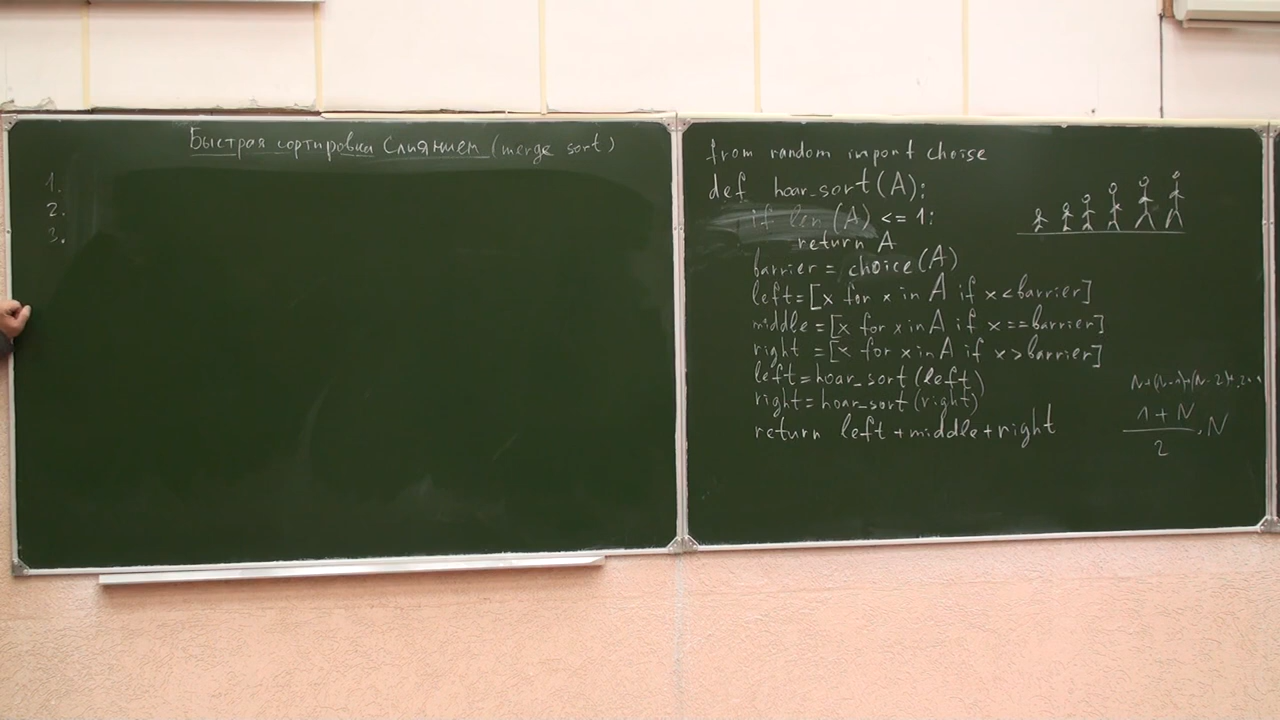 Быстрая сортировка Слиянием (merge sort)
1.
2.
3.
from random import choise
def hoar_sort(A):
if len(A) <= 1:
return A
barrier = choice(A)
left=[x for x in A if x<barrier]
middle=[x for x in A if x==barrier]
right =[x for x in A if x>barrier]
left=hoar_sort(left)
right=hoar_sort(right)
return left+middle+right
1+N
2
·N